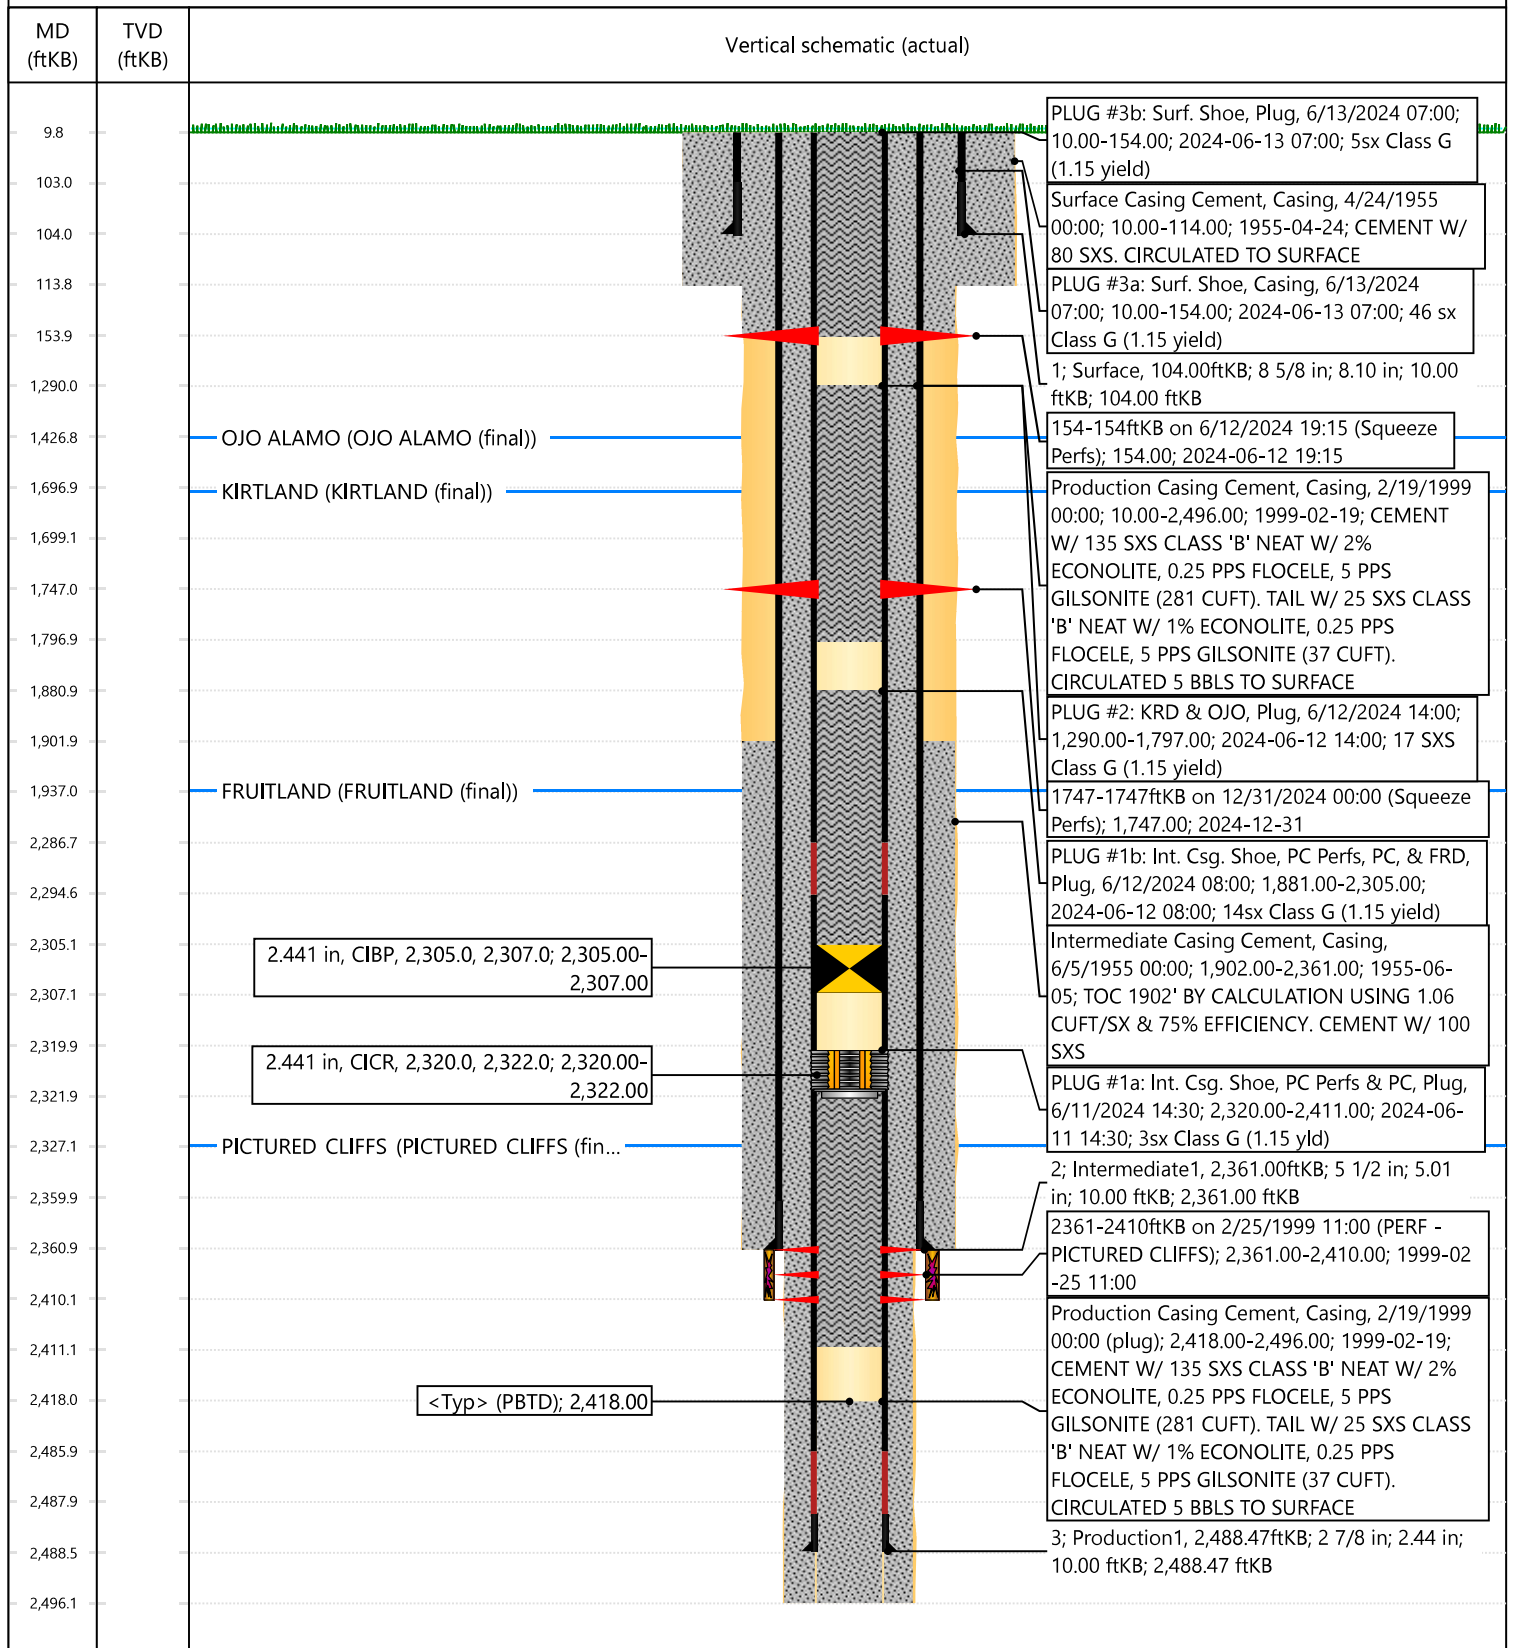 MD
(ftKB)
TVD
(ftKB)
Vertical schematic (actual)
9.8
103.0
104.0
113.8
153.9
1,290.0
1,426.8
1,696.9
1,699.1
1,747.0
1,796.9
1,880.9
1,901.9
1,937.0
2,286.7
2,294.6
2,305.1
2,307.1
2,319.9
2,321.9
2,327.1
2,359.9
2,360.9
2,410.1
2,411.1
2,418.0
2,485.9
2,487.9
2,488.5
2,496.1
OJO ALAMO (OJO ALAMO (final))
KIRTLAND (KIRTLAND (final))
FRUITLAND (FRUITLAND (final))
2.441 in, CIBP, 2,305.0, 2,307.0; 2,305.00-
2,307.00
2.441 in, CICR, 2,320.0, 2,322.0; 2,320.00-
2,322.00
PICTURED CLIFFS (PICTURED CLIFFS (fin...
<Typ> (PBTD); 2,418.00
PLUG #3b: Surf. Shoe, Plug, 6/13/2024 07:00;
10.00-154.00; 2024-06-13 07:00; 5sx Class G
(1.15 yield)
Surface Casing Cement, Casing, 4/24/1955
00:00; 10.00-114.00; 1955-04-24; CEMENT W/
80 SXS. CIRCULATED TO SURFACE
PLUG #3a: Surf. Shoe, Casing, 6/13/2024
07:00; 10.00-154.00; 2024-06-13 07:00; 46 sx
Class G (1.15 yield)
1; Surface, 104.00ftKB; 8 5/8 in; 8.10 in; 10.00
ftKB; 104.00 ftKB
154-154ftKB on 6/12/2024 19:15 (Squeeze
Perfs); 154.00; 2024-06-12 19:15
Production Casing Cement, Casing, 2/19/1999
00:00; 10.00-2,496.00; 1999-02-19; CEMENT
W/ 135 SXS CLASS 'B' NEAT W/ 2%
ECONOLITE, 0.25 PPS FLOCELE, 5 PPS
GILSONITE (281 CUFT). TAIL W/ 25 SXS CLASS
'B' NEAT W/ 1% ECONOLITE, 0.25 PPS
FLOCELE, 5 PPS GILSONITE (37 CUFT).
CIRCULATED 5 BBLS TO SURFACE
PLUG #2: KRD & OJO, Plug, 6/12/2024 14:00;
1,290.00-1,797.00; 2024-06-12 14:00; 17 SXS
Class G (1.15 yield)
1747-1747ftKB on 12/31/2024 00:00 (Squeeze
Perfs); 1,747.00; 2024-12-31
PLUG #1b: Int. Csg. Shoe, PC Perfs, PC, & FRD,
Plug, 6/12/2024 08:00; 1,881.00-2,305.00;
2024-06-12 08:00; 14sx Class G (1.15 yield)
Intermediate Casing Cement, Casing,
6/5/1955 00:00; 1,902.00-2,361.00; 1955-06-
05; TOC 1902' BY CALCULATION USING 1.06
CUFT/SX & 75% EFFICIENCY. CEMENT W/ 100
SXS
PLUG #1a: Int. Csg. Shoe, PC Perfs & PC, Plug,
6/11/2024 14:30; 2,320.00-2,411.00; 2024-06-
11 14:30; 3sx Class G (1.15 yld)
2; Intermediate1, 2,361.00ftKB; 5 1/2 in; 5.01
in; 10.00 ftKB; 2,361.00 ftKB
2361-2410ftKB on 2/25/1999 11:00 (PERF -
PICTURED CLIFFS); 2,361.00-2,410.00; 1999-02
-25 11:00
Production Casing Cement, Casing, 2/19/1999
00:00 (plug); 2,418.00-2,496.00; 1999-02-19;
CEMENT W/ 135 SXS CLASS 'B' NEAT W/ 2%
ECONOLITE, 0.25 PPS FLOCELE, 5 PPS
GILSONITE (281 CUFT). TAIL W/ 25 SXS CLASS
'B' NEAT W/ 1% ECONOLITE, 0.25 PPS
FLOCELE, 5 PPS GILSONITE (37 CUFT).
CIRCULATED 5 BBLS TO SURFACE
3; Production1, 2,488.47ftKB; 2 7/8 in; 2.44 in;
10.00 ftKB; 2,488.47 ftKB